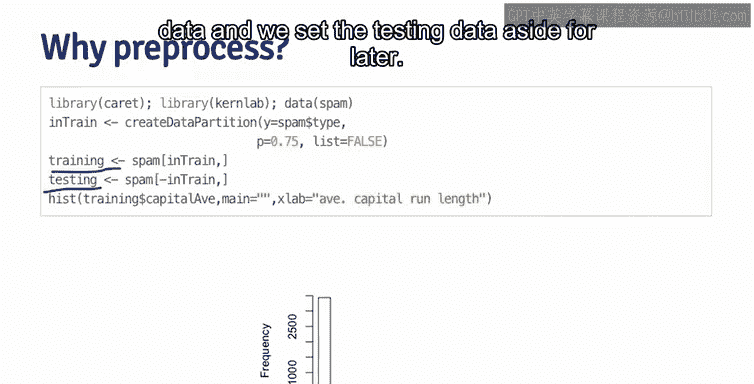 data and we set the testing data aside for
later.
Why preprocess?
library(caret); library(kernlab); data(spam)
inTrain <- createDataPartition(y=spam$type,
p=0.75, list=FALSE)
training <- spam[inTrain,]
testing <- spam[-inTrain,]
hist(training$capitalAve,main="",xlab="ave. capital run length")
Frequency
2500
1000